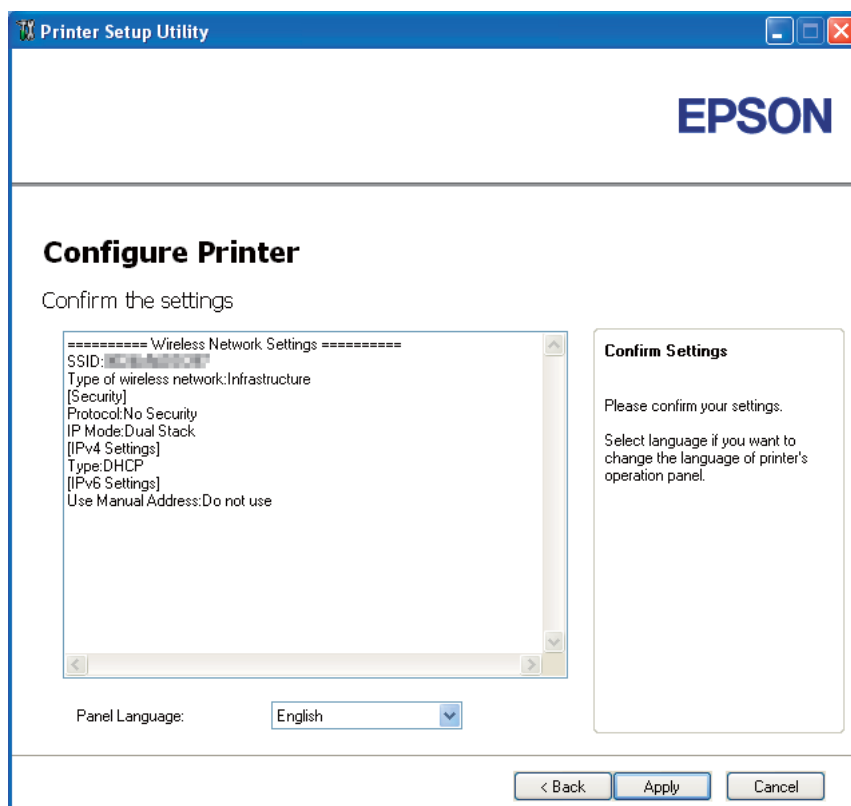 Printer Setup Utility
EPSON
Configure Printer
Confirm the settings
========== Wireless Network Settings ==========
SSID:
Type of wireless network:Infrastructure
[Security]
Protocol:No Security
IP Mode:Dual Stack
[IPv4 Settings]
Type:DHCP
[IPv6 Settings]
Use Manual Address:Do not use
Confirm Settings
Please confirm your settings.
Select language if you want to
change the language of printer's
operation panel.
Panel Language:
English
< Back
Apply
Cancel